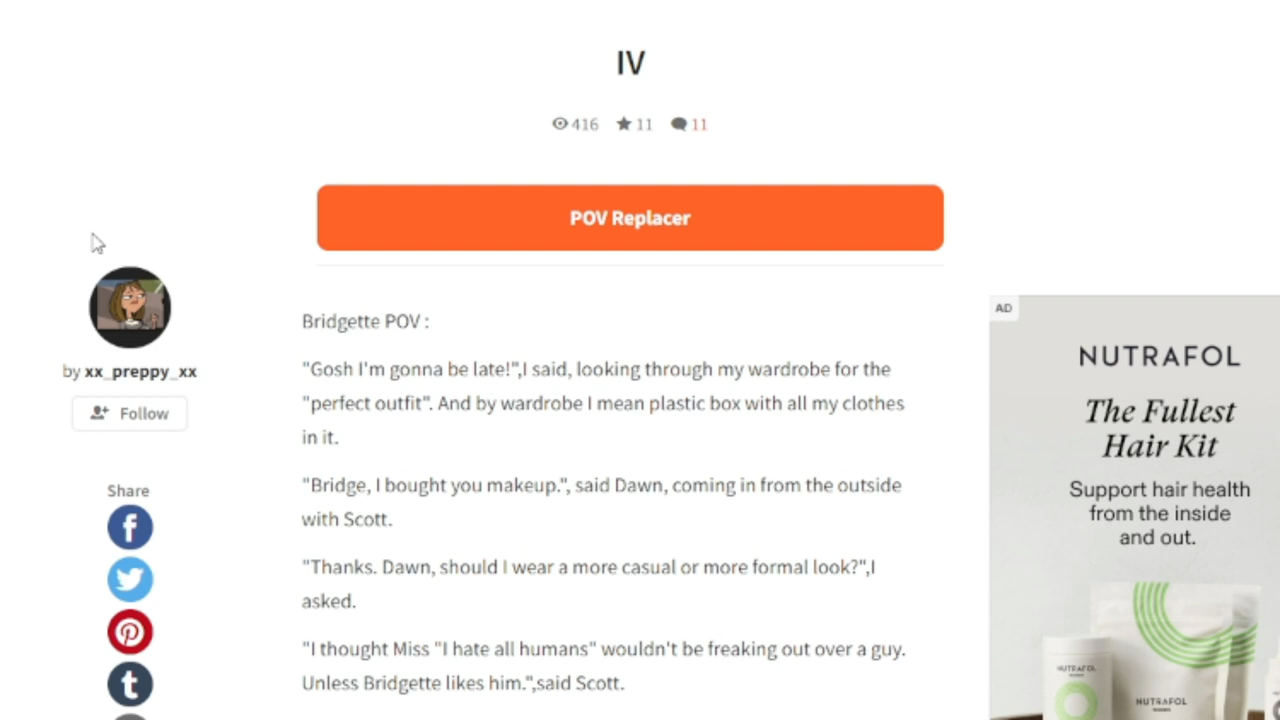 IV
416 11 11
POV Replacer
by xx_preppy_xx
Follow
Share
Bridgette POV :
"Gosh I'm gonna be late!",I said, looking through my wardrobe for the
"perfect outfit". And by wardrobe I mean plastic box with all my clothes
in it.
"Bridge, I bought you makeup.", said Dawn, coming in from the outside
with Scott.
"Thanks. Dawn, should I wear a more casual or more formal look?",I
asked.
"I thought Miss "I hate all humans" wouldn't be freaking out over a guy.
Unless Bridgette likes him.",said Scott.
AD
NUTRAFOL
The Fullest
Hair Kit
Support hair health
from the inside
and out.
NUTRAFOL
NUTRAFOL